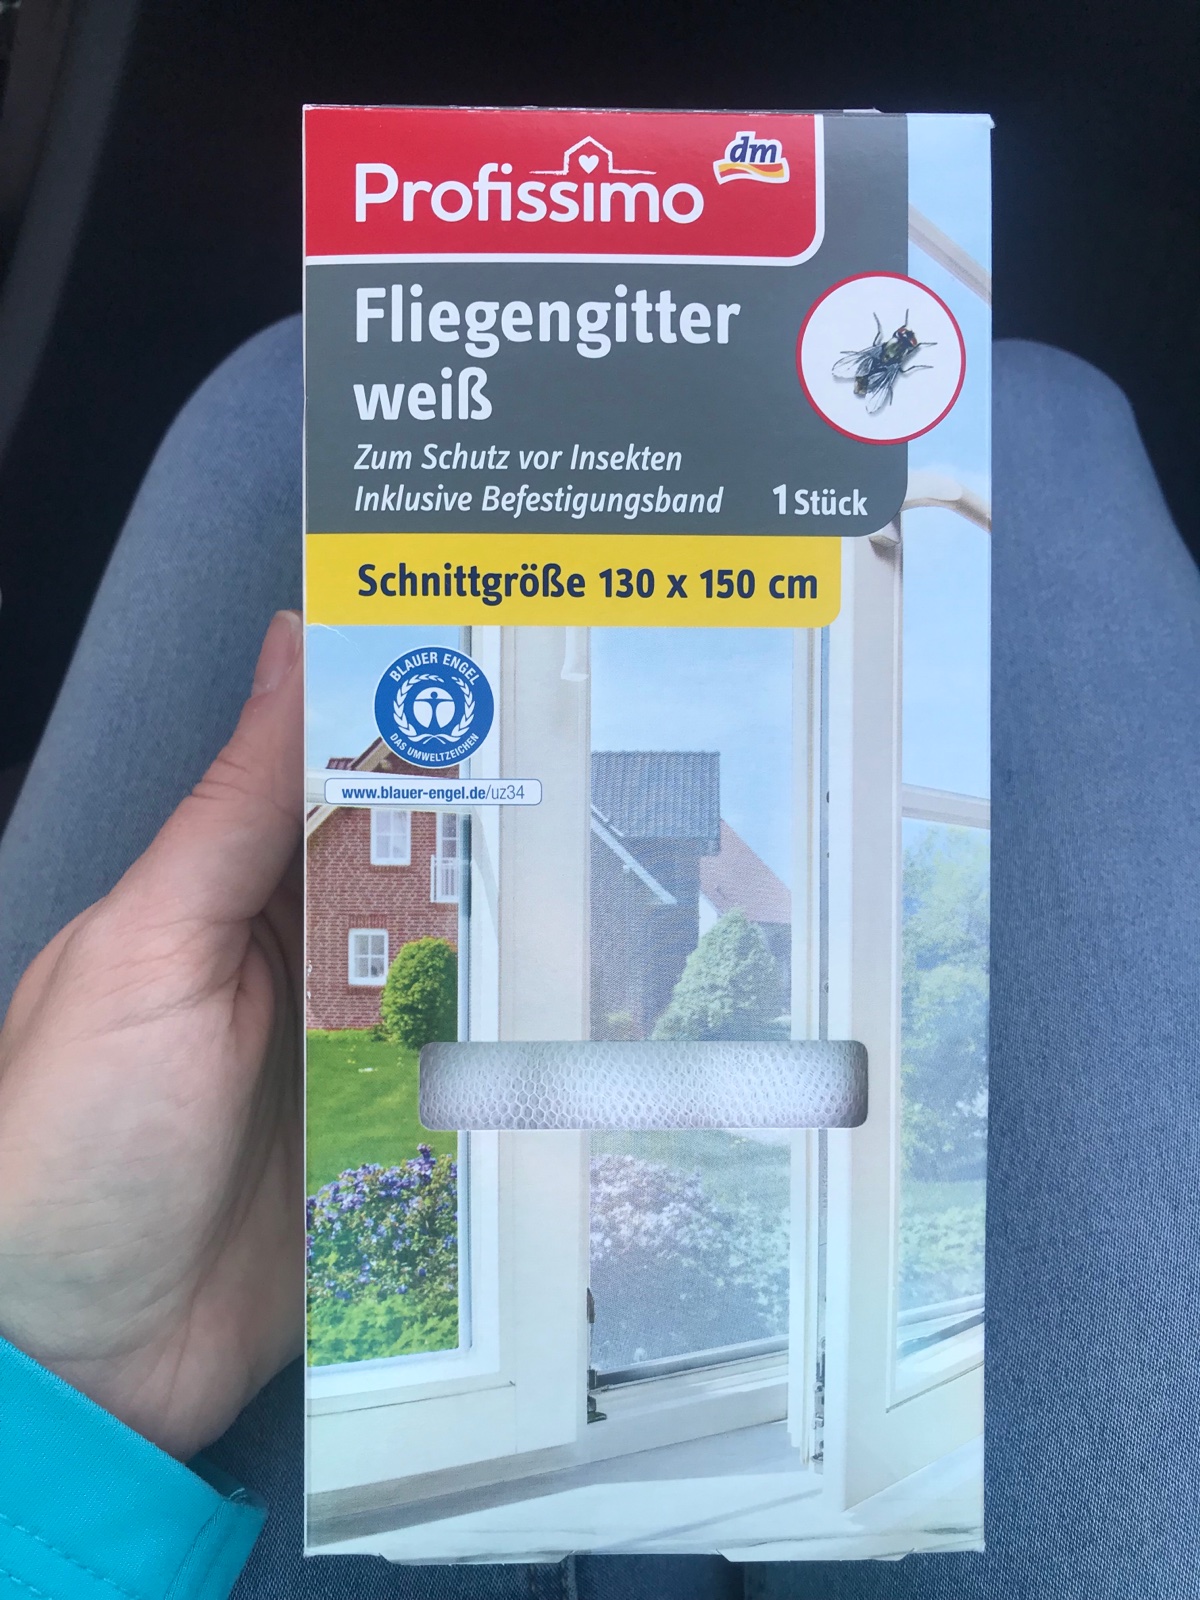 Profissimo
dm
Fliegengitter
weiß
Zum Schutz vor Insekten
Inklusive Befestigungsband
1 Stück
Schnittgröße 130 x 150 cm
BLAUER ENGEL
DAS UMWELTZEICHEN
www.blauer-engel.de/uz34